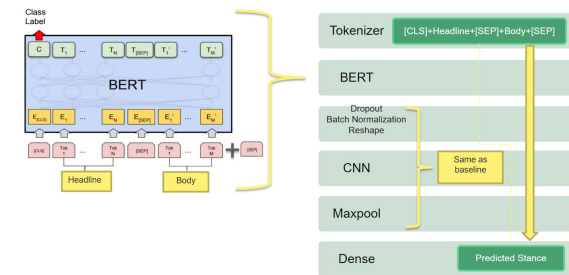 Class
Label
C T1 ... TN T[SEP] T1' ... TM'
BERT
E[CLS] E1 EN E[SEP] E1' EM'
[CLS] Tok 1 ... Tok N [SEP] Tok 1 ... Tok M + [SEP]
Headline Body
Tokenizer [CLS]+Headline+[SEP]+Body+[SEP]
BERT
Dropout
Batch Normalization
Reshape
CNN
Same as
baseline
Maxpool
Dense Predicted Stance